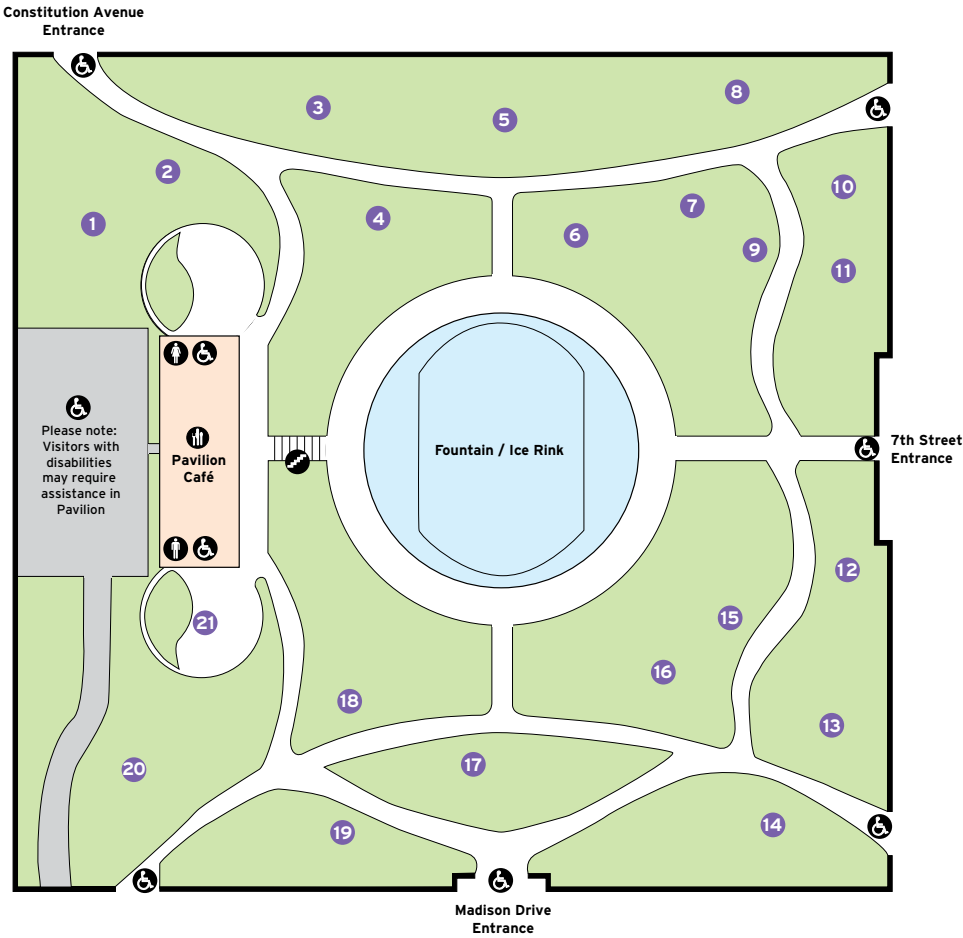 Constitution Avenue
Entrance
8
3
5
2
10
7
4
1
6
9
11
Please note:
Visitors with
disabilities
may require
assistance in
Pavilion
Pavilion
Café
Fountain / Ice Rink
7th Street
Entrance
12
15
21
16
18
13
17
20
14
19
Madison Drive
Entrance